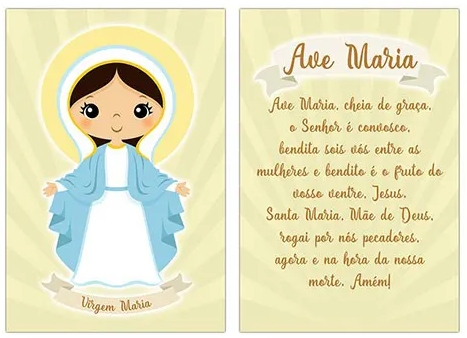 Virgem Maria
Ave Maria
Ave Maria, cheia de graça,
o Senhor é convosco,
bendita sois vós entre as
mulheres e bendito é o fruto do
vosso ventre, Jesus.
Santa Maria, Mãe de Deus,
rogai por nós pecadores,
agora e na hora da nossa
morte. Amém!